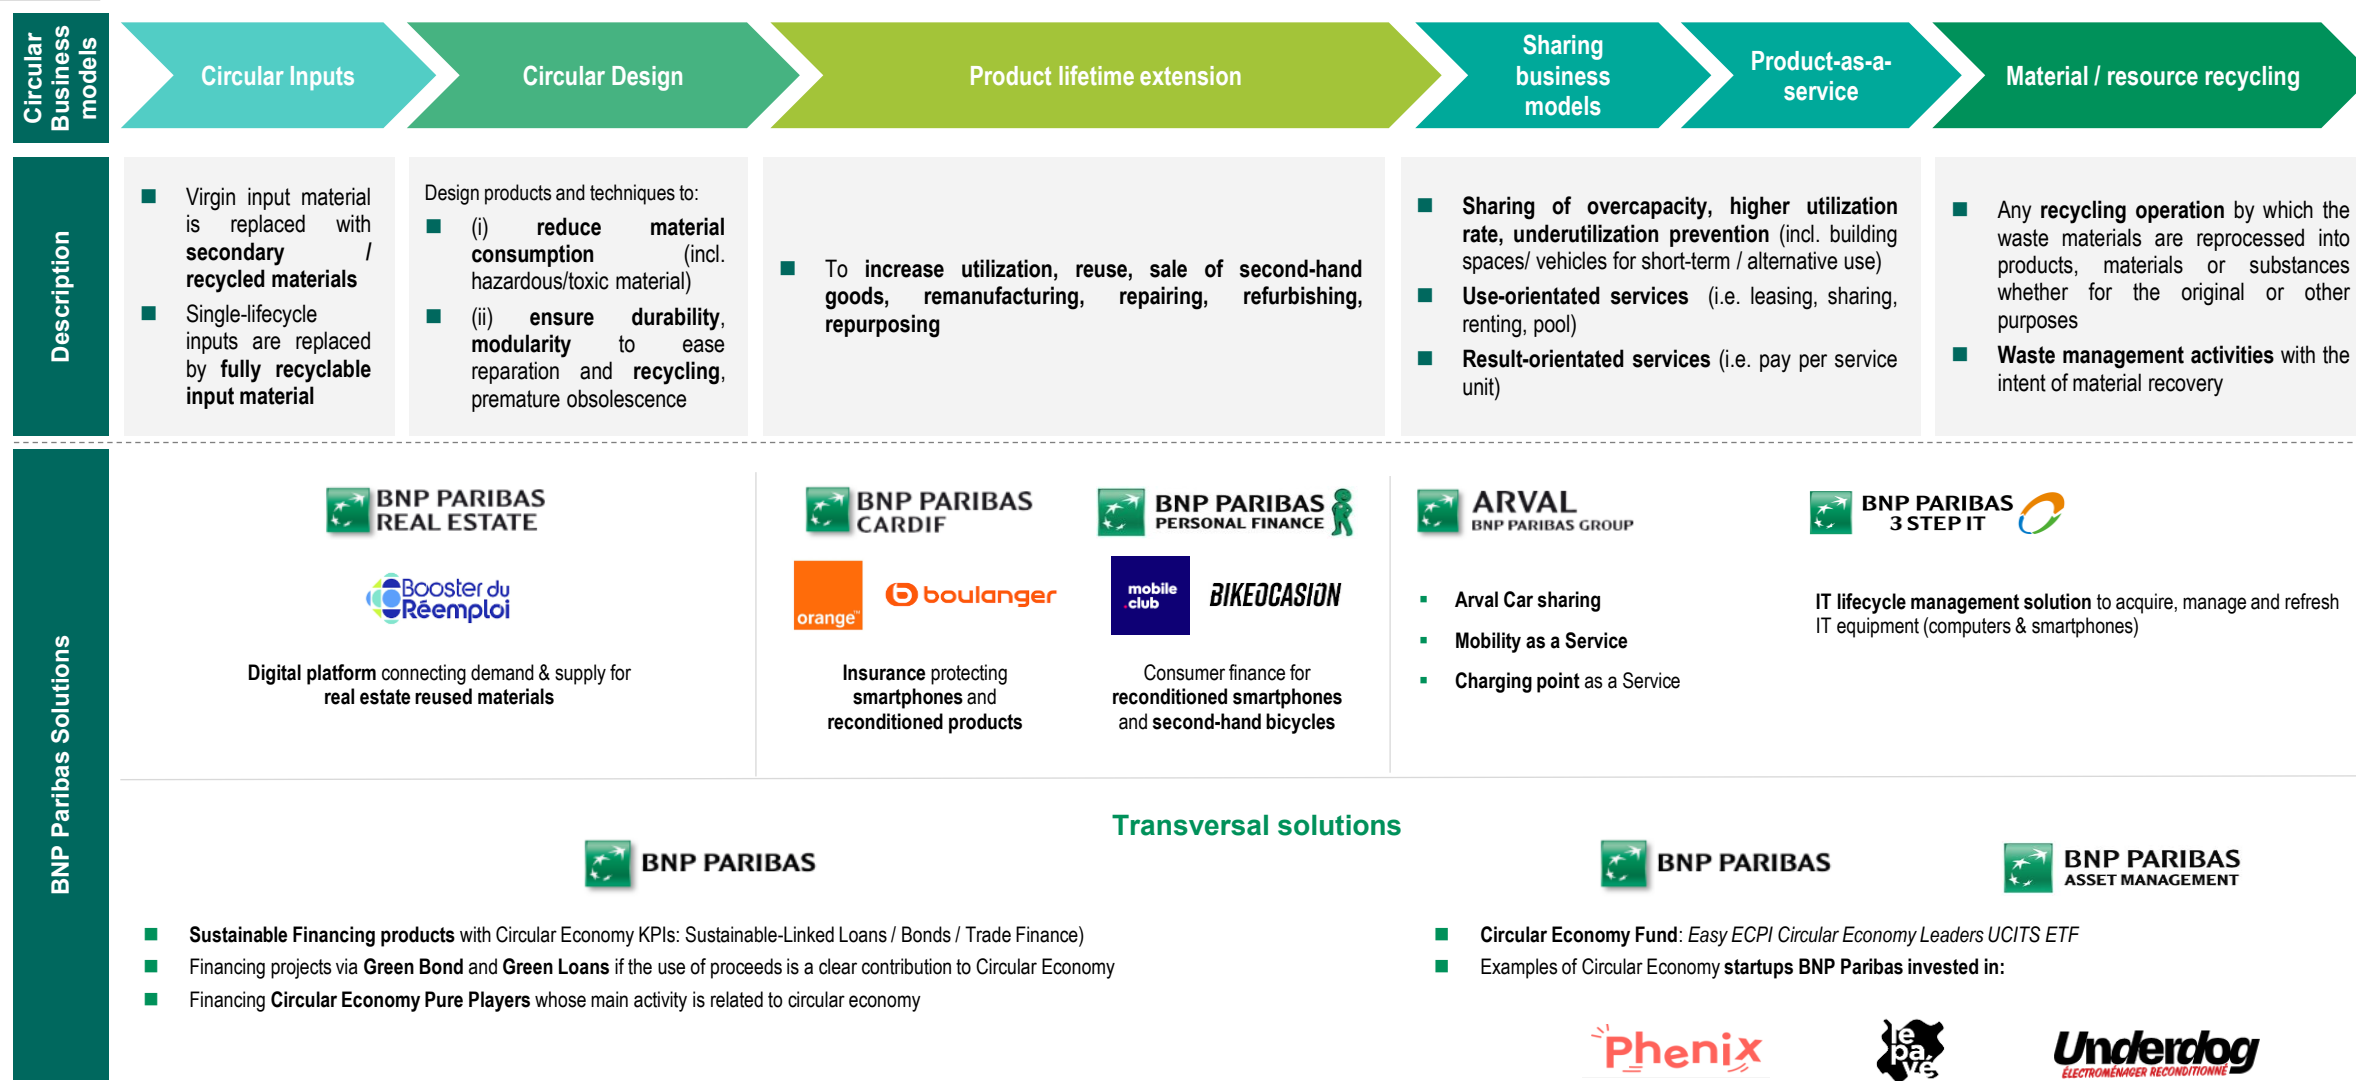 Circular
Business
models
Circular Inputs
Circular Design
Product lifetime extension
Sharing
business
models
Product-as-a-
service
Material / resource recycling
Description
Virgin input material
is replaced with
secondary /
recycled materials
Single-lifecycle
inputs are replaced
by fully recyclable
input material
Design products and techniques to:
(i) reduce material
consumption (incl.
hazardous/toxic material)
(ii) ensure durability,
modularity to ease
reparation and recycling,
premature obsolescence
To increase utilization, reuse, sale of second-hand
goods, remanufacturing, repairing, refurbishing,
repurposing
Sharing of overcapacity, higher utilization
rate, underutilization prevention (incl. building
spaces/ vehicles for short-term / alternative use)
Use-orientated services (i.e. leasing, sharing,
renting, pool)
Result-orientated services (i.e. pay per service
unit)
Any recycling operation by which the
waste materials are reprocessed into
products, materials or substances
whether for the original or other
purposes
Waste management activities with the
intent of material recovery
BNP Paribas Solutions
BNP PARIBAS
REAL ESTATE
Booster du
Réemploi
Digital platform connecting demand & supply for
real estate reused materials
BNP PARIBAS
CARDIF
orange™
boulanger
Insurance protecting
smartphones and
reconditioned products
BNP PARIBAS
PERSONAL FINANCE
mobile
.club
BIKEOCASION
Consumer finance for
reconditioned smartphones
and second-hand bicycles
ARVAL
BNP PARIBAS GROUP
Arval Car sharing
Mobility as a Service
Charging point as a Service
BNP PARIBAS
3 STEP IT
IT lifecycle management solution to acquire, manage and refresh
IT equipment (computers & smartphones)
Transversal solutions
BNP PARIBAS
Sustainable Financing products with Circular Economy KPIs: Sustainable-Linked Loans / Bonds / Trade Finance)
Financing projects via Green Bond and Green Loans if the use of proceeds is a clear contribution to Circular Economy
Financing Circular Economy Pure Players whose main activity is related to circular economy
BNP PARIBAS
BNP PARIBAS
ASSET MANAGEMENT
Circular Economy Fund: Easy ECPI Circular Economy Leaders UCITS ETF
Examples of Circular Economy startups BNP Paribas invested in:
Phenix
le
pa
vé
Underdog
ÉLECTROMÉNAGER RECONDITIONNÉ